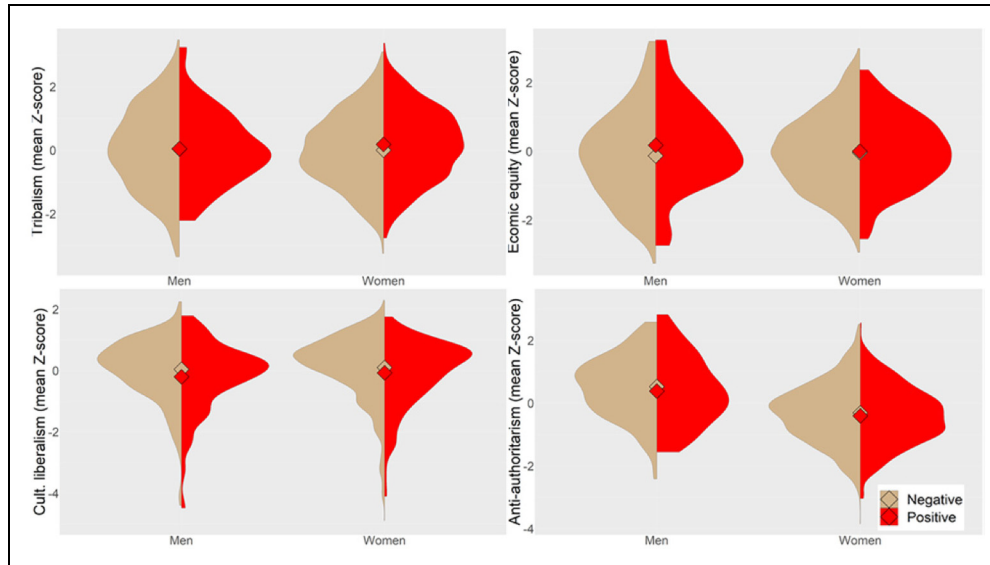 Tribalism (mean Z-score)
2
0
-2
Men
Women
Ecomic equity (mean Z-score)
2
0
-2
Men
Women
Cult. liberalism (mean Z-score)
2
0
-2
-4
Men
Women
Anti-authoritarism (mean Z-score)
2
0
-2
-4
Men
Women
Negative
Positive